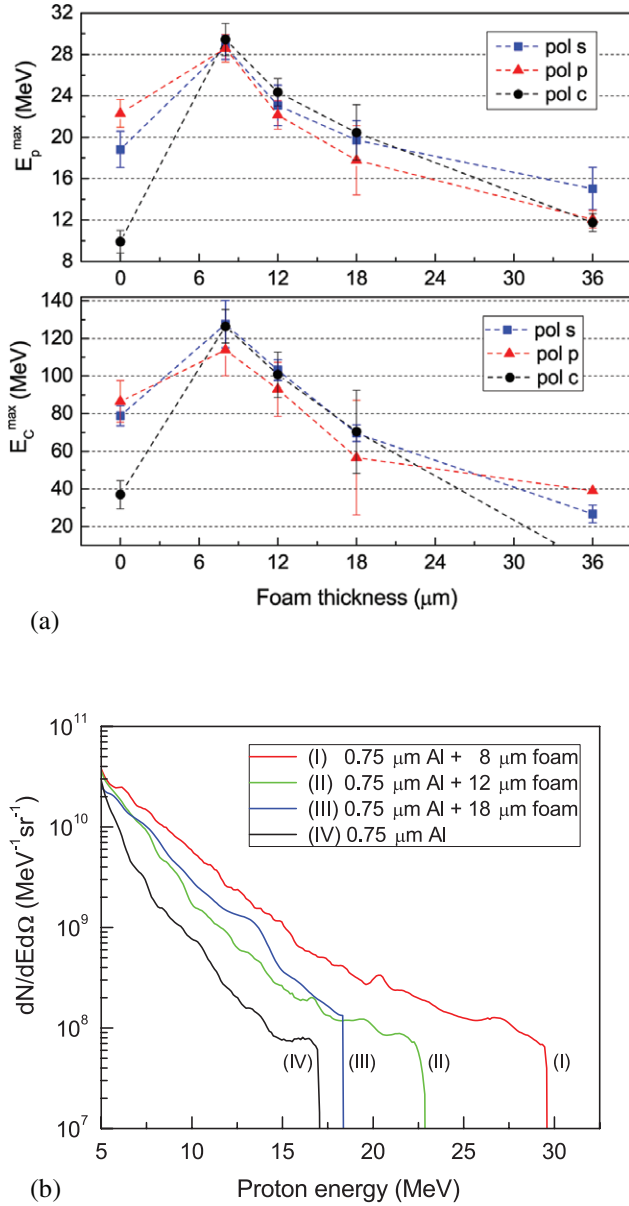 32
28
24
20
16
12
8
E_p^max (MeV)
pol s
pol p
pol c
0 6 12 18 24 30 36
140
120
100
80
60
40
20
E_C^max (MeV)
pol s
pol p
pol c
0 6 12 18 24 30 36
Foam thickness (μm)
(a)
10^11
10^10
10^9
10^8
10^7
dN/dEdΩ (MeV^-1sr^-1)
(I) 0.75 μm Al + 8 μm foam
(II) 0.75 μm Al + 12 μm foam
(III) 0.75 μm Al + 18 μm foam
(IV) 0.75 μm Al
(IV) (III) (II) (I)
5 10 15 20 25 30
Proton energy (MeV)
(b)